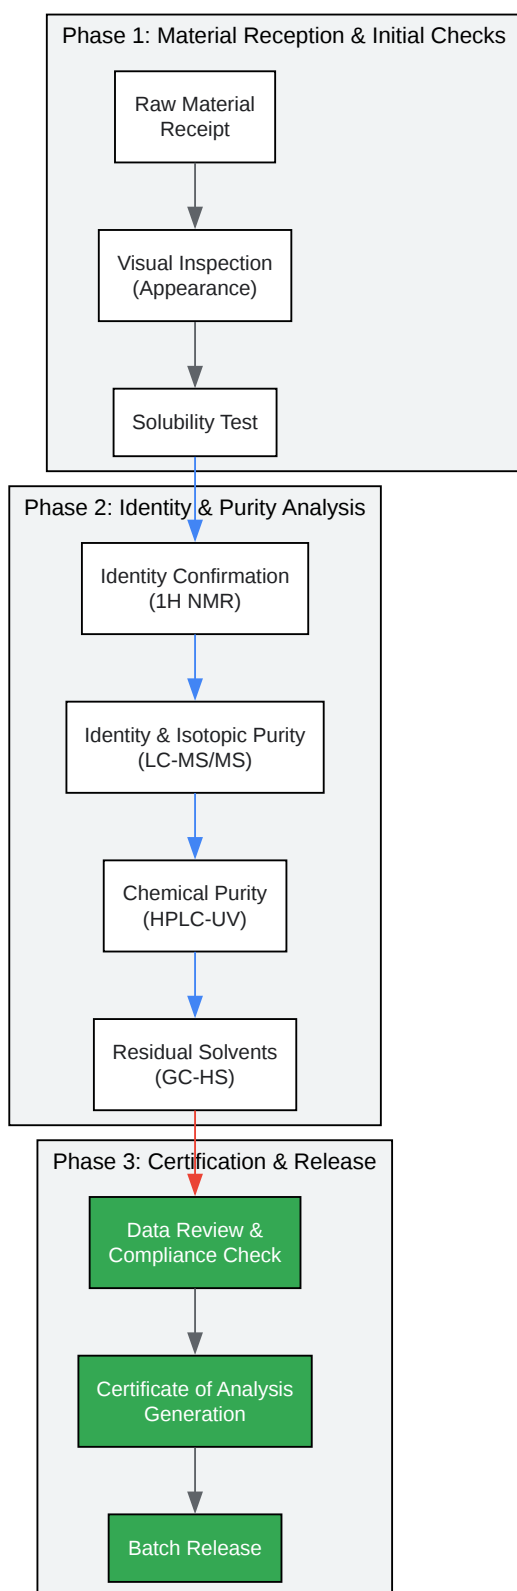 Phase 1: Material Reception & Initial Checks
Raw Material
Receipt
Visual Inspection
(Appearance)
Solubility Test
Phase 2: Identity & Purity Analysis
Identity Confirmation
(1H NMR)
Identity & Isotopic Purity
(LC-MS/MS)
Chemical Purity
(HPLC-UV)
Residual Solvents
(GC-HS)
Phase 3: Certification & Release
Data Review &
Compliance Check
Certificate of Analysis
Generation
Batch Release